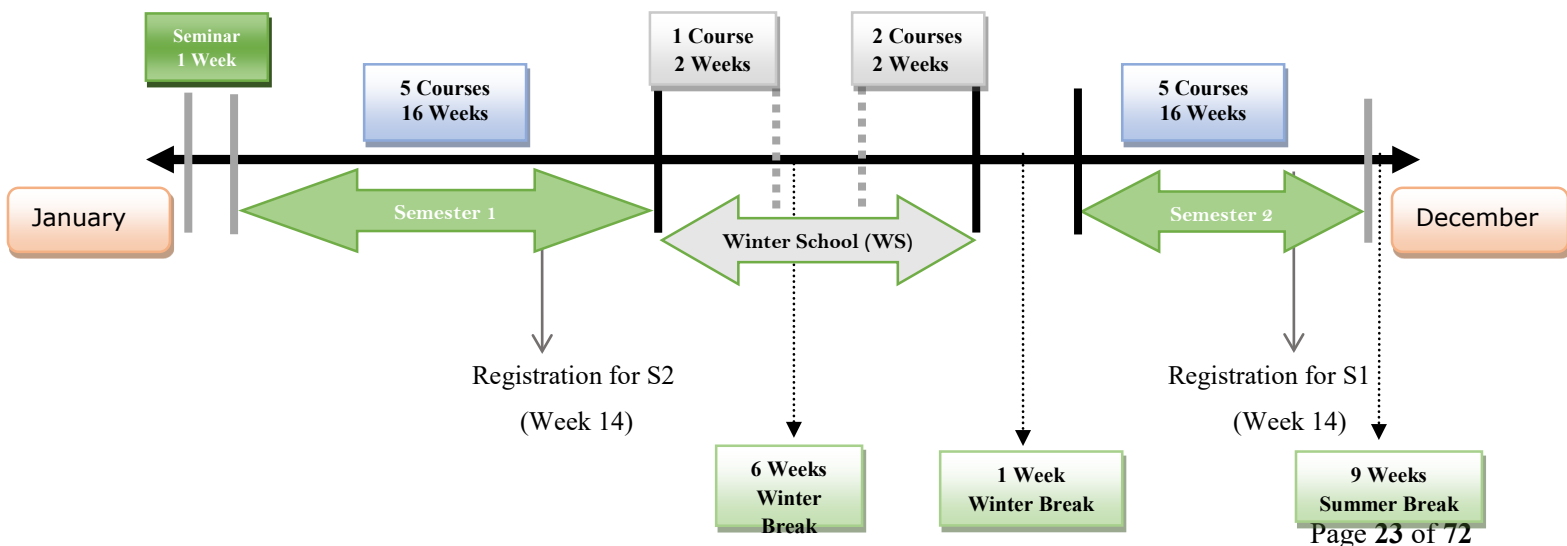 Seminar
1 Week
1 Course
2 Weeks
2 Courses
2 Weeks
5 Courses
16 Weeks
5 Courses
16 Weeks
January
Semester 1
Winter School (WS)
Semester 2
December
Registration for S2
(Week 14)
Registration for S1
(Week 14)
6 Weeks
Winter
Break
1 Week
Winter Break
9 Weeks
Summer Break
Page 23 of 72